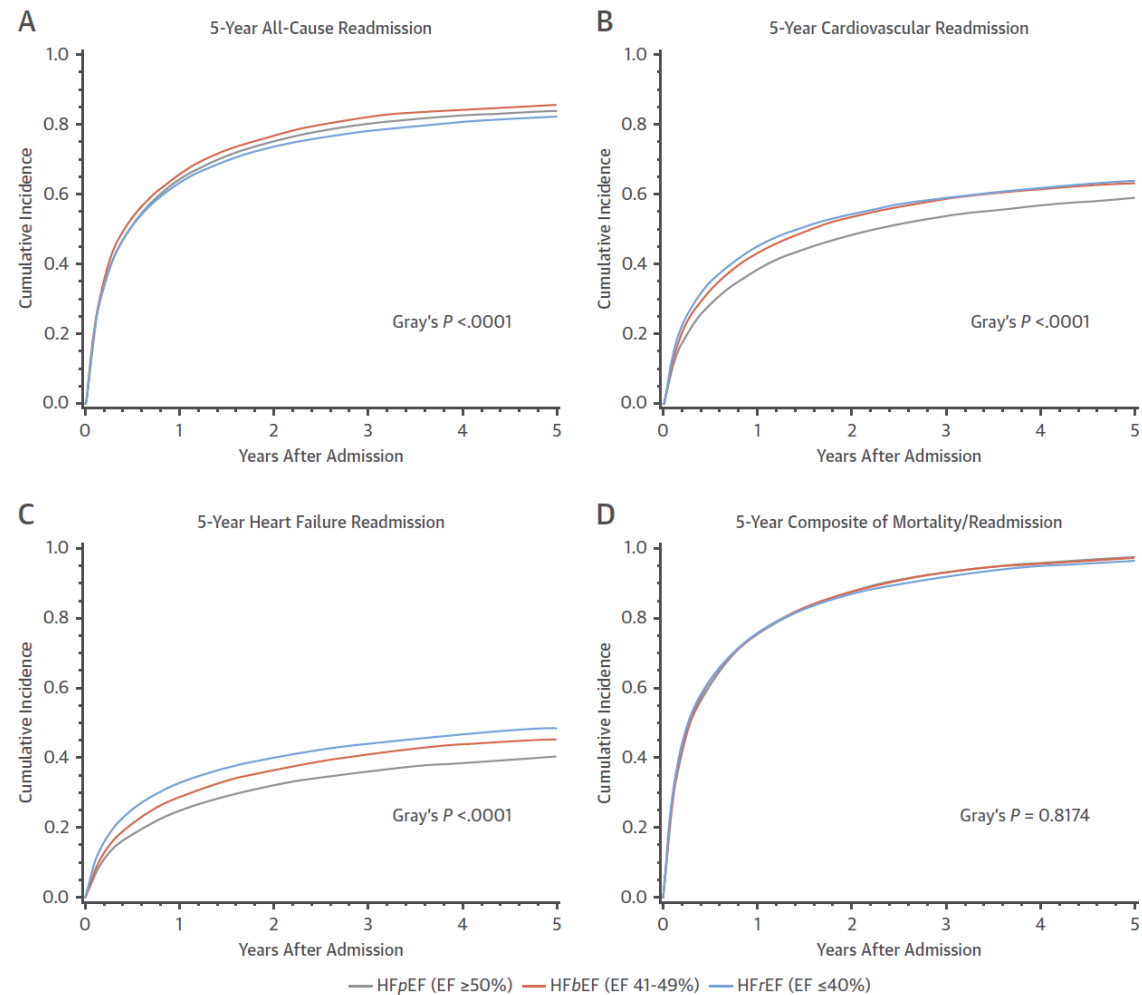 A
5-Year All-Cause Readmission
1.0
0.8
0.6
0.4
0.2
0.0
Cumulative Incidence
Gray's P <.0001
0 1 2 3 4 5
Years After Admission
B
5-Year Cardiovascular Readmission
1.0
0.8
0.6
0.4
0.2
0.0
Cumulative Incidence
Gray's P <.0001
0 1 2 3 4 5
Years After Admission
C
5-Year Heart Failure Readmission
1.0
0.8
0.6
0.4
0.2
0.0
Cumulative Incidence
Gray's P <.0001
0 1 2 3 4 5
Years After Admission
D
5-Year Composite of Mortality/Readmission
1.0
0.8
0.6
0.4
0.2
0.0
Cumulative Incidence
Gray's P = 0.8174
0 1 2 3 4 5
Years After Admission
HFpEF (EF ≥50%) HFbEF (EF 41-49%) HFrEF (EF ≤40%)